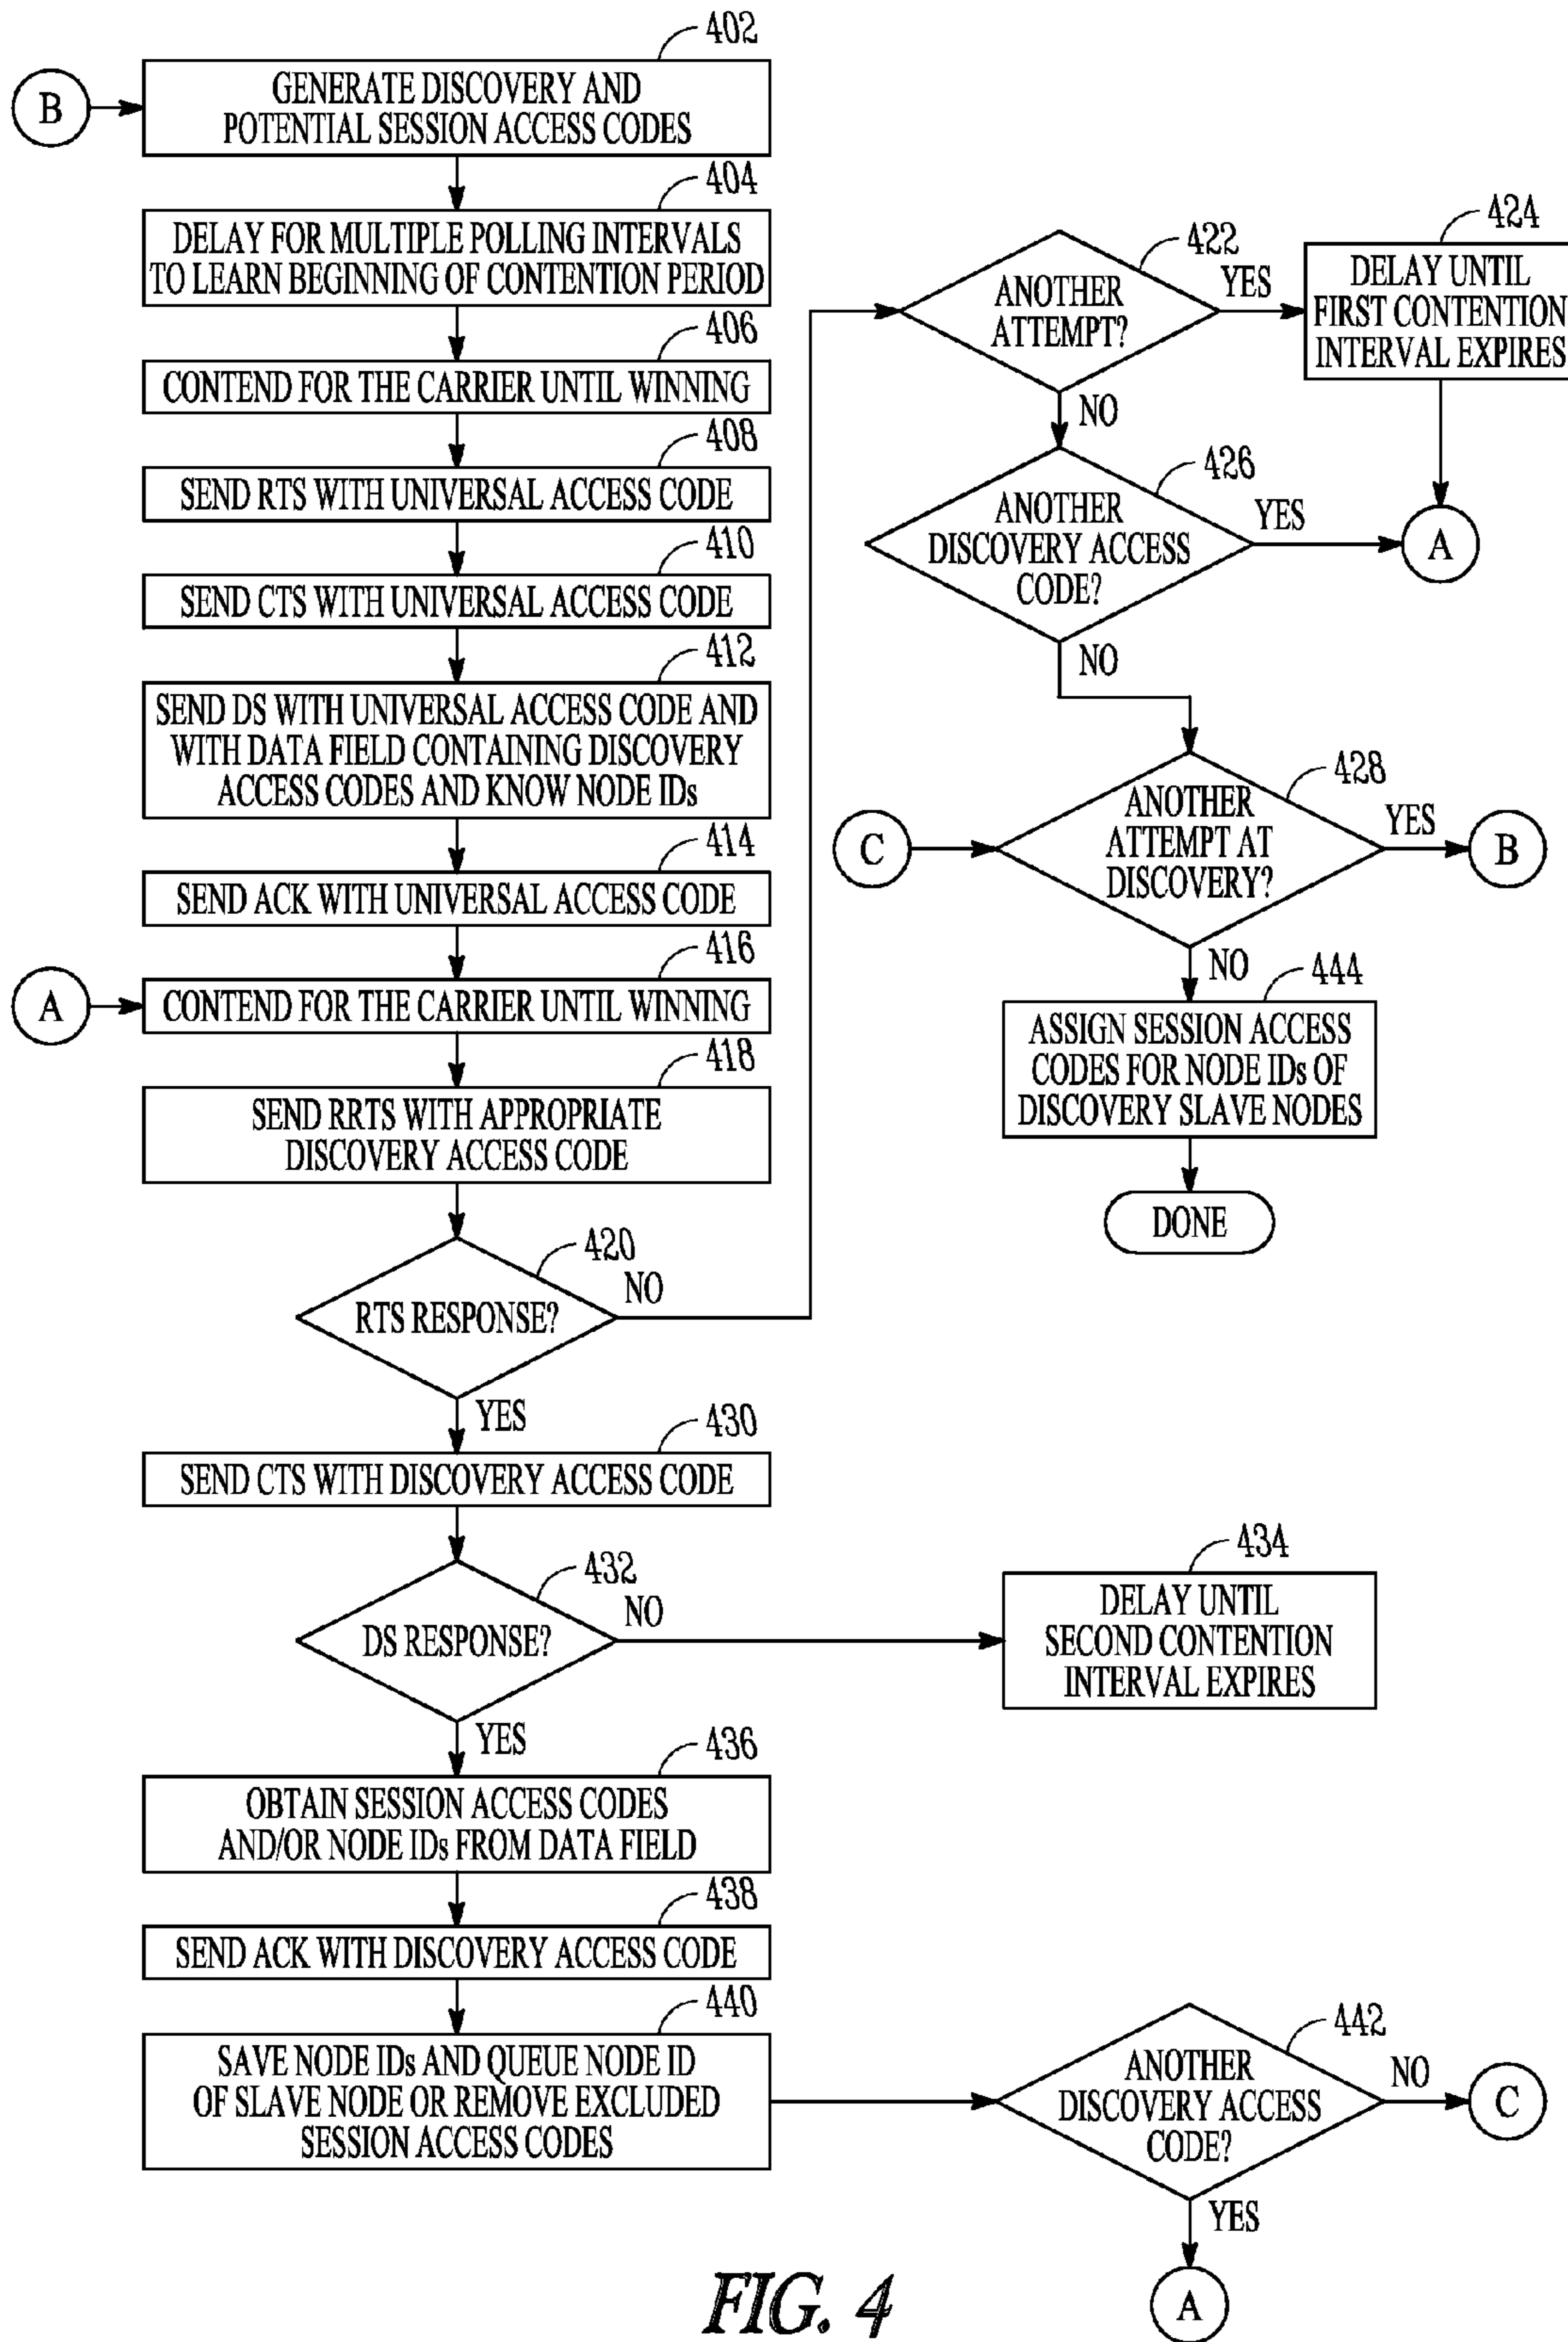 402
B
GENERATE DISCOVERY AND
POTENTIAL SESSION ACCESS CODES
404
DELAY FOR MULTIPLE POLLING INTERVALS
TO LEARN BEGINNING OF CONTENTION PERIOD
406
CONTEND FOR THE CARRIER UNTIL WINNING
408
SEND RTS WITH UNIVERSAL ACCESS CODE
410
SEND CTS WITH UNIVERSAL ACCESS CODE
412
SEND DS WITH UNIVERSAL ACCESS CODE AND
WITH DATA FIELD CONTAINING DISCOVERY
ACCESS CODES AND KNOW NODE IDs
414
SEND ACK WITH UNIVERSAL ACCESS CODE
416
A
CONTEND FOR THE CARRIER UNTIL WINNING
418
SEND RRTS WITH APPROPRIATE
DISCOVERY ACCESS CODE
420
RTS RESPONSE?
NO
YES
422
ANOTHER
ATTEMPT?
YES
424
DELAY UNTIL
FIRST CONTENTION
INTERVAL EXPIRES
NO
426
ANOTHER
DISCOVERY ACCESS
CODE?
YES
A
NO
428
C
ANOTHER
ATTEMPT AT
DISCOVERY?
YES
B
NO
444
ASSIGN SESSION ACCESS
CODES FOR NODE IDs OF
DISCOVERY SLAVE NODES
DONE
430
SEND CTS WITH DISCOVERY ACCESS CODE
432
DS RESPONSE?
NO
434
DELAY UNTIL
SECOND CONTENTION
INTERVAL EXPIRES
YES
436
OBTAIN SESSION ACCESS CODES
AND/OR NODE IDs FROM DATA FIELD
438
SEND ACK WITH DISCOVERY ACCESS CODE
440
SAVE NODE IDs AND QUEUE NODE ID
OF SLAVE NODE OR REMOVE EXCLUDED
SESSION ACCESS CODES
442
ANOTHER
DISCOVERY ACCESS
CODE?
NO
C
YES
A
FIG. 4